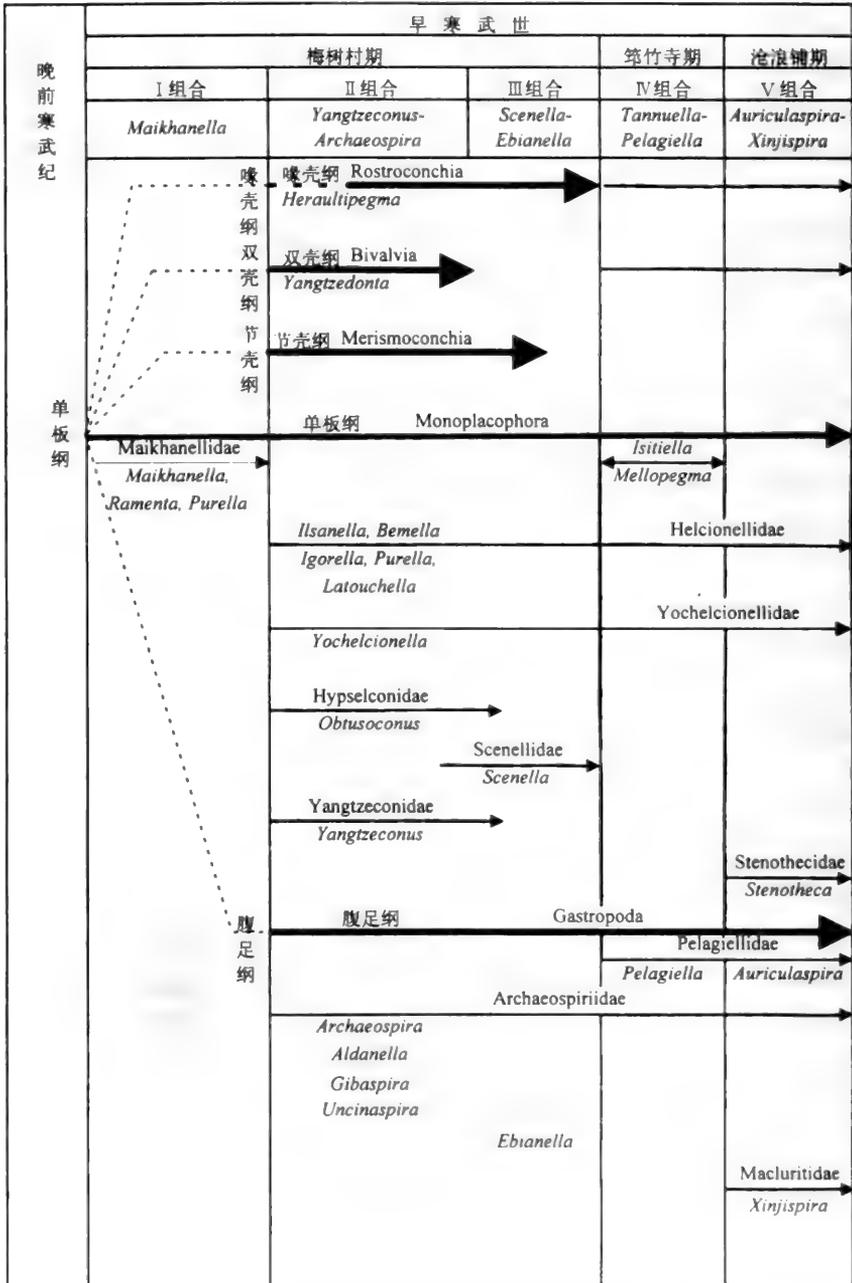 早寒武世
晚前寒武纪
梅树村期 筇竹寺期 沧浪铺期
I组合 II组合 III组合 IV组合 V组合
Maikhanella
Yangtzeconus-
Archaeospira
Scenella-
Ebianella
Tannuella-
Pelagiella
Auriculaspira-
Xinjispira
喙壳纲
喙壳纲 Rostroconchia
Heraultipegma
双壳纲
双壳纲 Bivalvia
Yangtzedonta
节壳纲
节壳纲 Merismoconchia
单板纲
单板纲 Monoplacophora
Maikhanellidae
Maikhanella,
Ramenta, Purella
Isitiella
Mellopegma
Ilsanella, Bemella
Igorella, Purella,
Latouchella
Helcionellidae
Yochelcionellidae
Yochelcionella
Hypselconidae
Obtusoconus
Scenellidae
Scenella
Yangtzeconidae
Yangtzeconus
Stenothecidae
Stenotheca
腹足纲
腹足纲 Gastropoda
Pelagiellidae
Pelagiella Auriculaspira
Archaeospiriidae
Archaeospira
Aldanella
Gibaspira
Uncinaspira
Ebianella
Macluritidae
Xinjispira